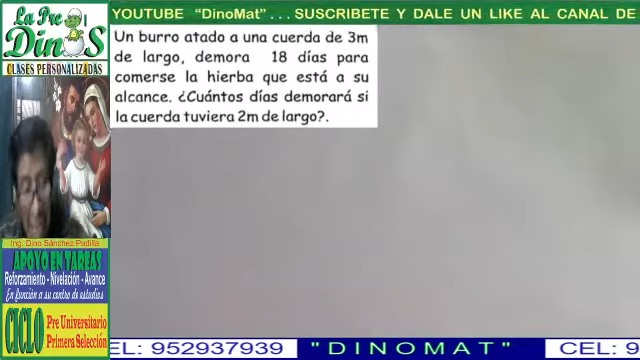 La Pre
DinoS
CLASES PERSONALIZADAS
YOUTUBE "DinoMat" . . . SUSCRIBETE Y DALE UN LIKE AL CANAL DE
Un burro atado a una cuerda de 3m
de largo, demora 18 días para
comerse la hierba que está a su
alcance. ¿Cuántos días demorará si
la cuerda tuviera 2m de largo?.
Ing. Dino Sánchez Padilla
APOYO EN TAREAS
Reforzamiento - Nivelación - Avance
En función a su centro de estudios
CICLO
Pre Universitario
Primera Selección
EL: 952937939 "DINOMAT" CEL: 9